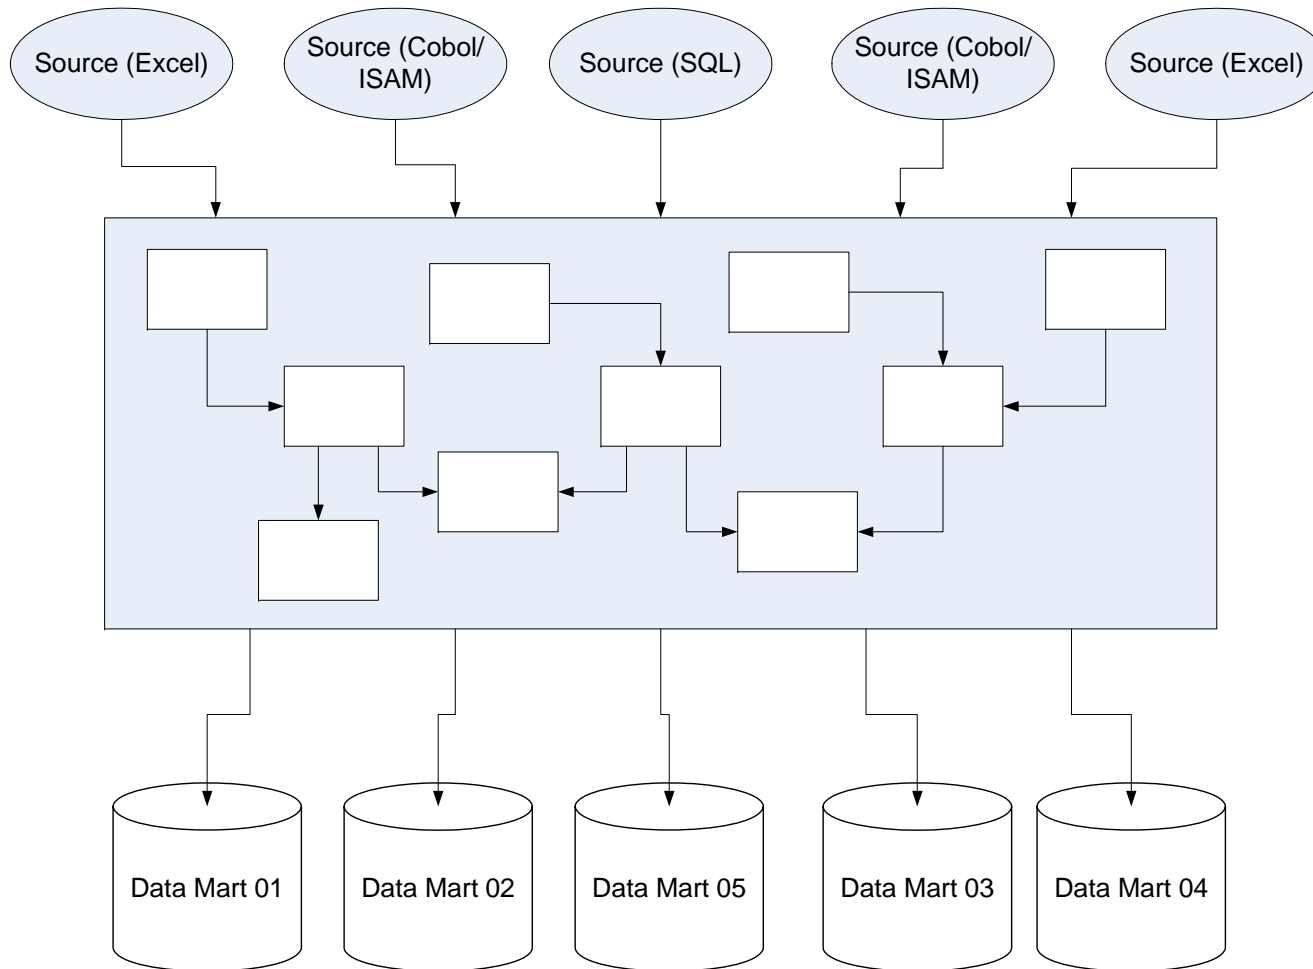 Source (Excel)
Source (Cobol/
ISAM)
Source (SQL)
Source (Cobol/
ISAM)
Source (Excel)
Data Mart 01
Data Mart 02
Data Mart 05
Data Mart 03
Data Mart 04